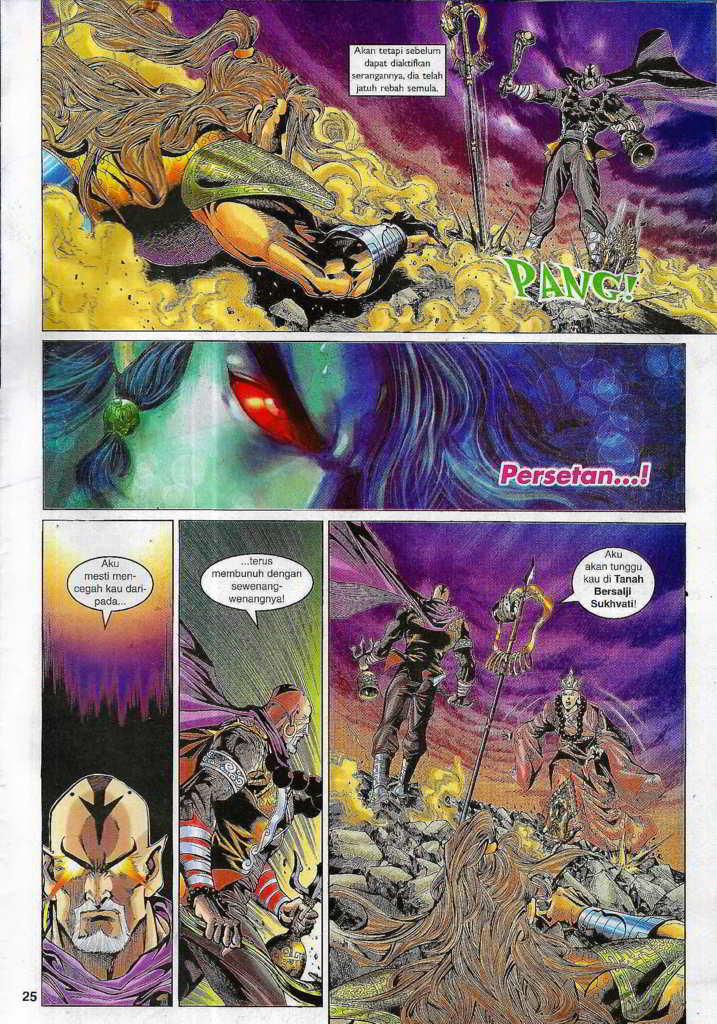 Akan tetapi sebelum
dapat diaktifkan
serangannya, dia telah
jatuh rebah semula.
PANG!
Persetan...!
Aku
mesti men-
cegah kau dari-
pada...
...terus
membunuh dengan
sewenang-
wenangnya!
Aku
akan tunggu
kau di Tanah
Bersalji
Sukhvati!
25